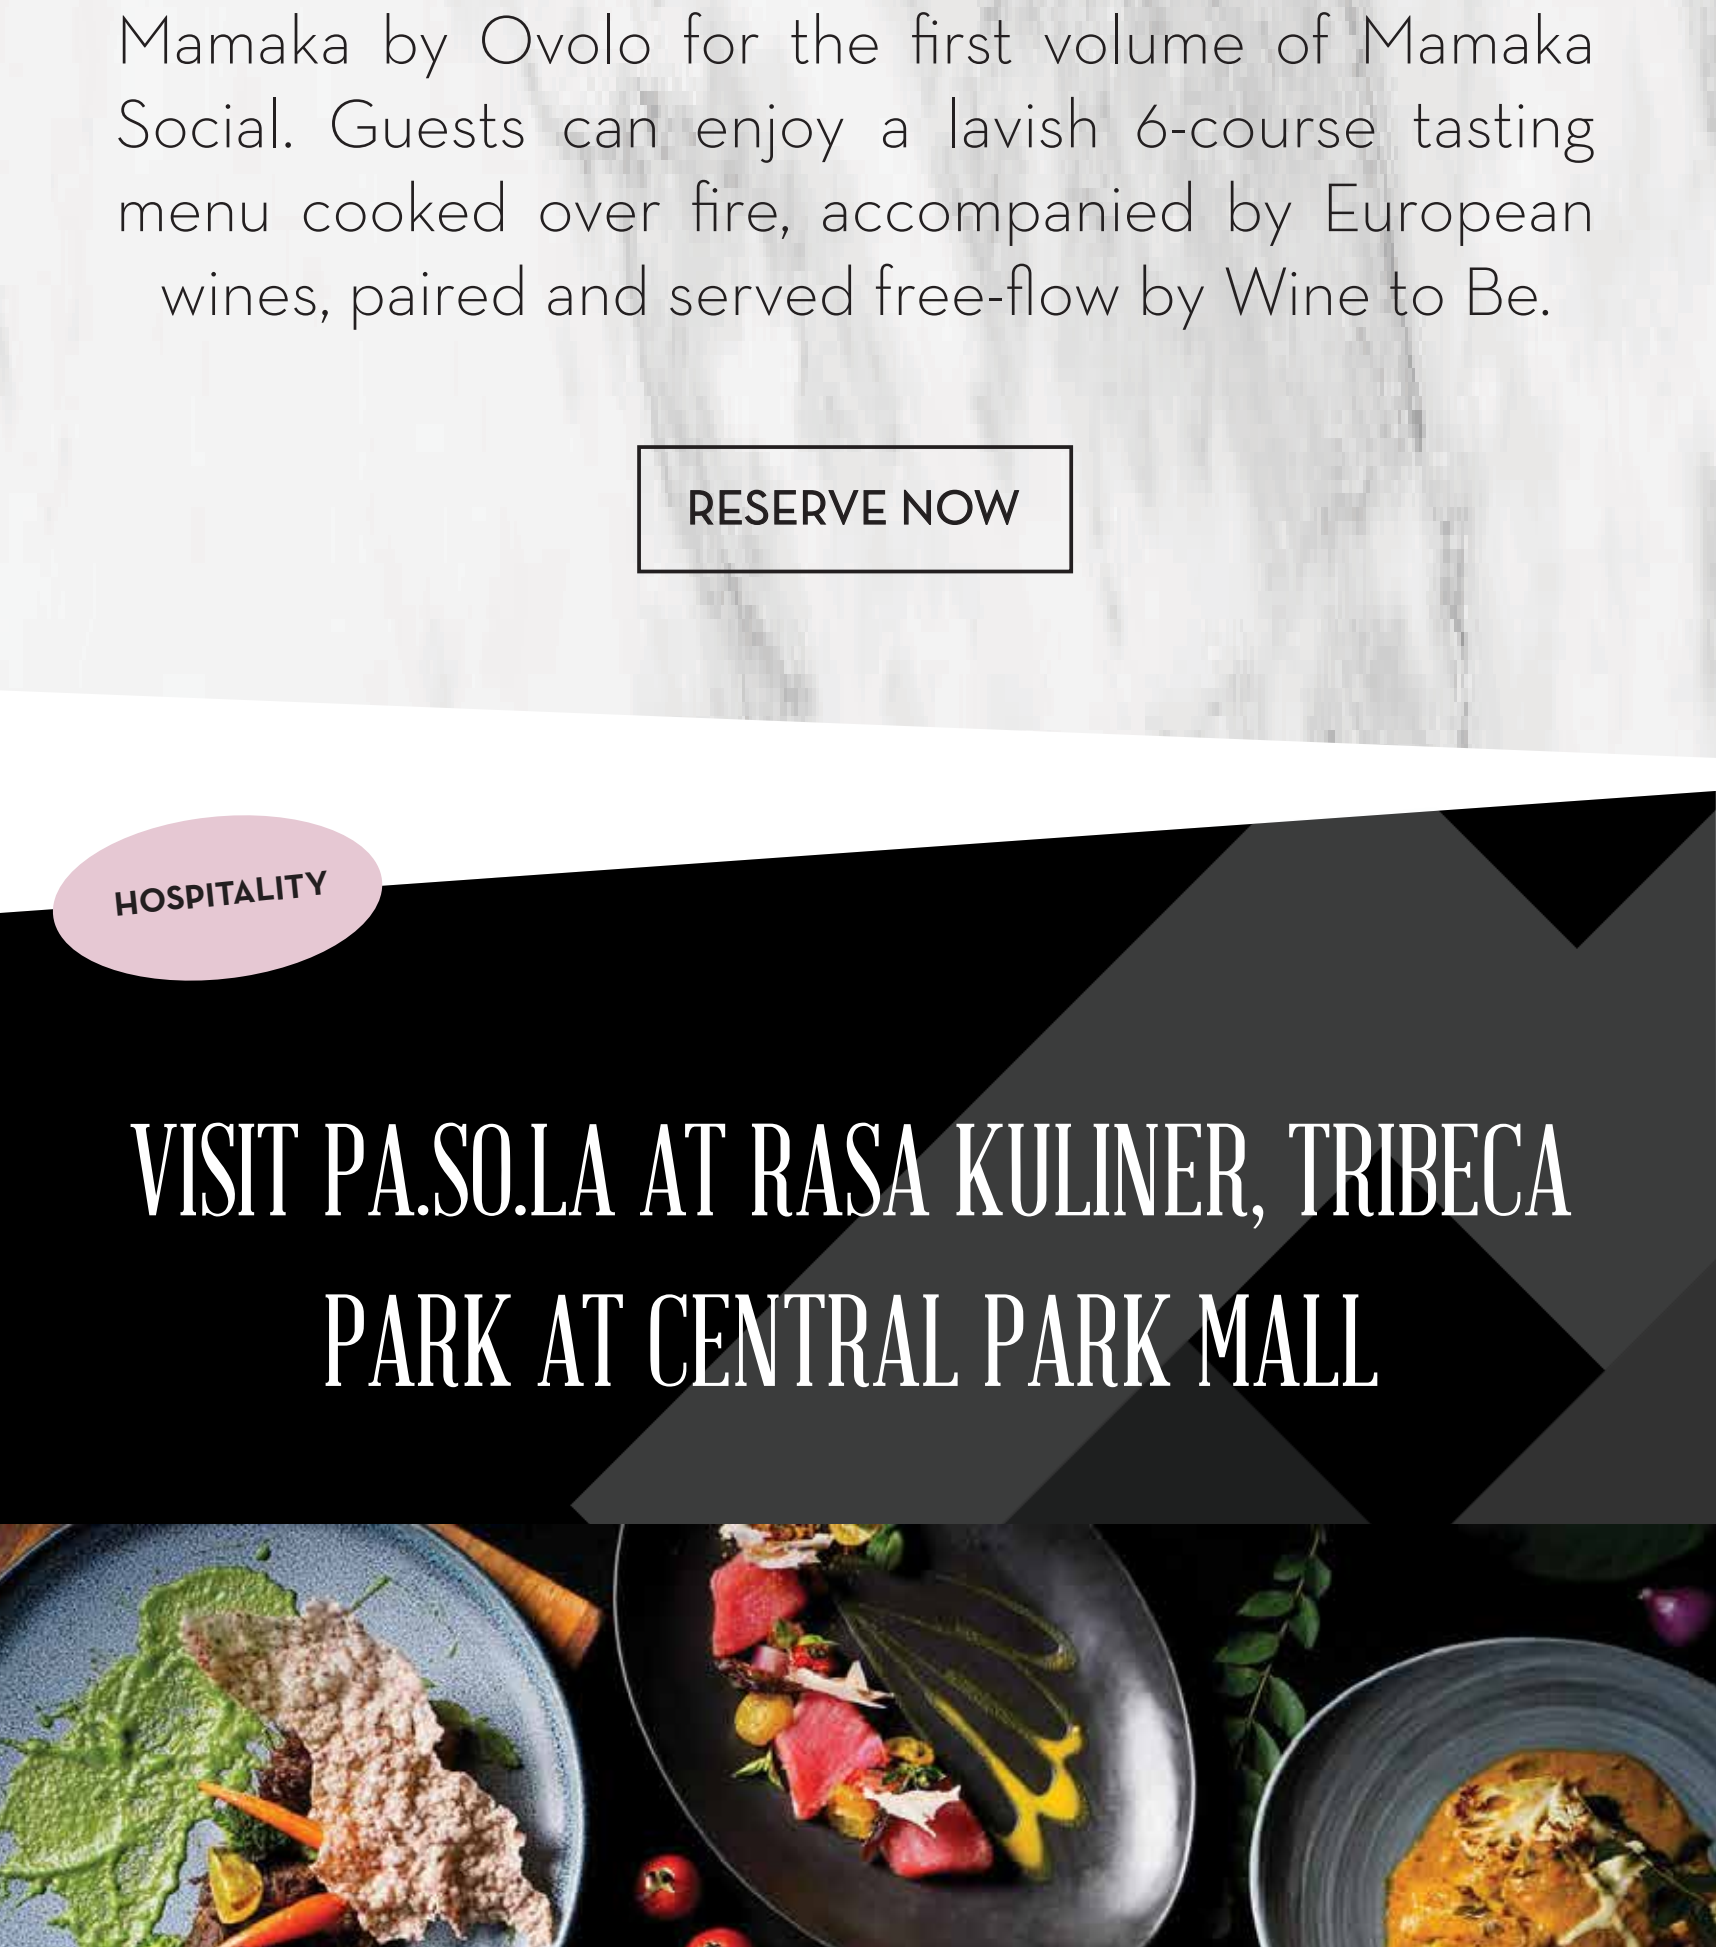 Mamaka by Ovolo for the first volume of Mamaka
Social. Guests can enjoy a lavish 6-course tasting
menu cooked over fire, accompanied by European
wines, paired and served free-flow by Wine to Be.
RESERVE NOW
HOSPITALITY
VISIT PA.SO.LA AT RASA KULINER, TRIBECA
PARK AT CENTRAL PARK MALL